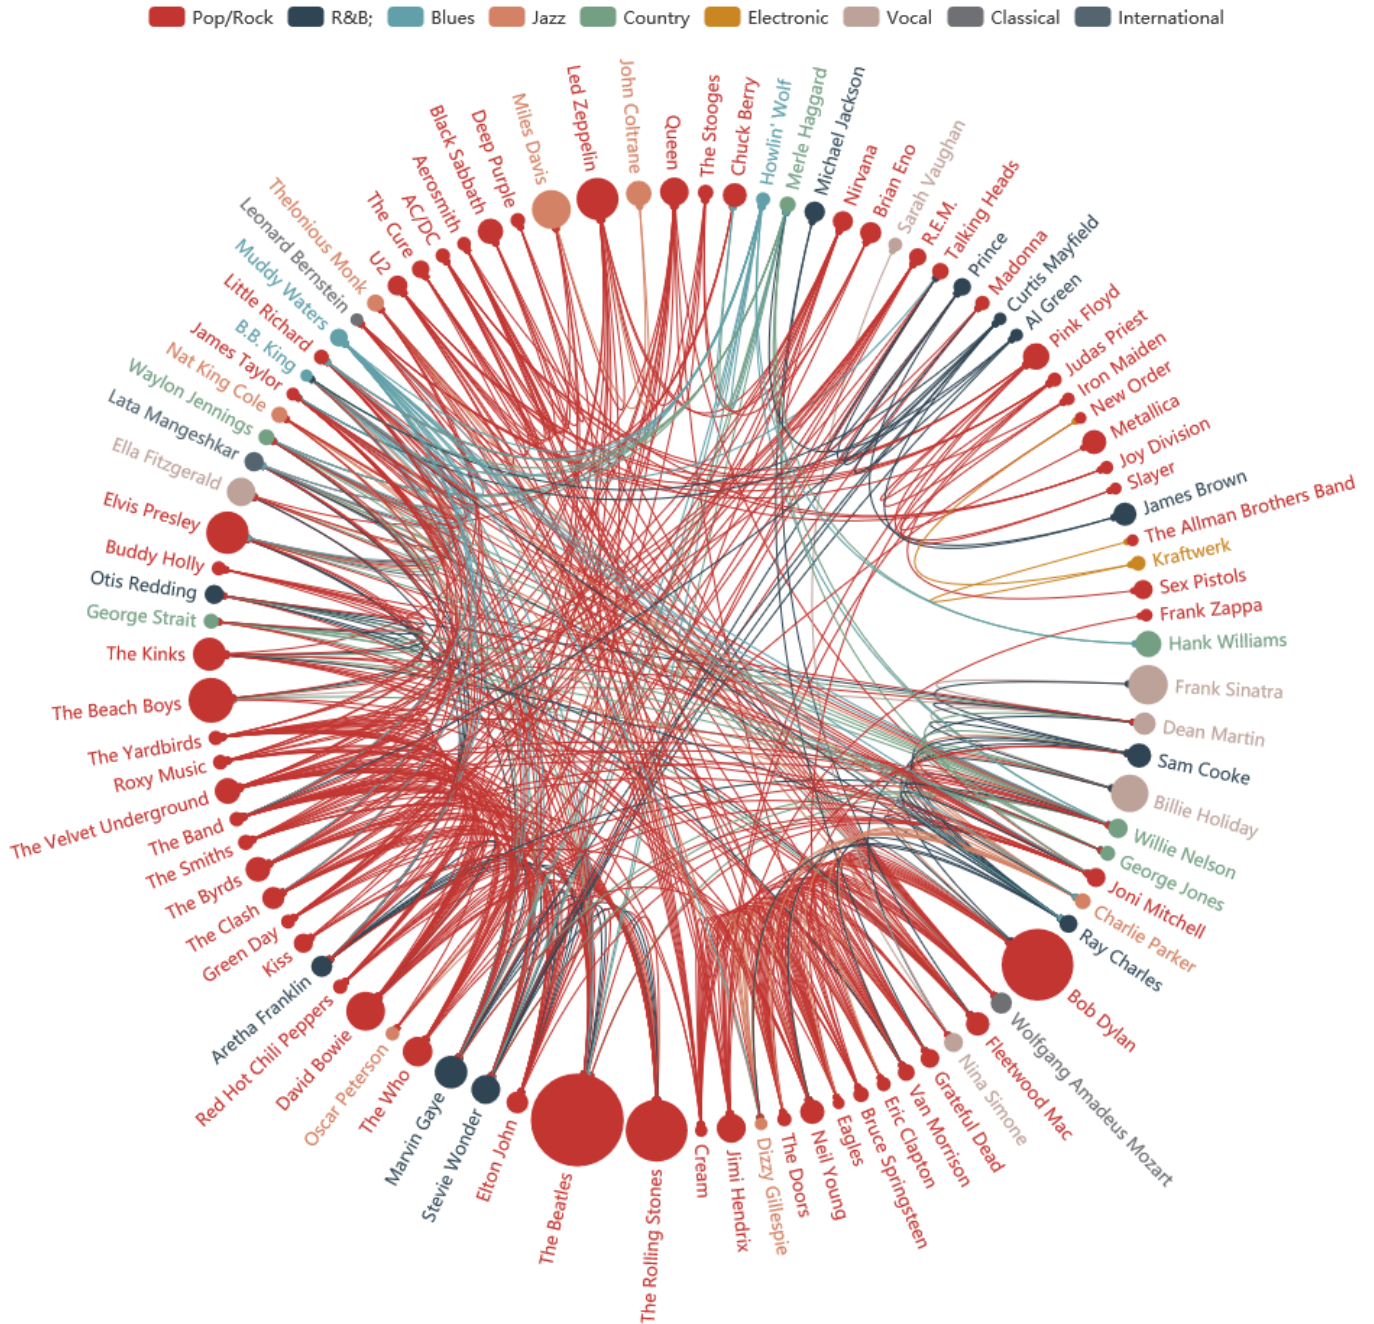 Pop/Rock
R&B;
Blues
Jazz
Country
Electronic
Vocal
Classical
International
Led Zeppelin
John Coltrane
Queen
The Stooges
Chuck Berry
Howlin' Wolf
Merle Haggard
Michael Jackson
Nirvana
Brian Eno
Sarah Vaughan
R.E.M.
Talking Heads
Prince
Madonna
Curtis Mayfield
Al Green
Pink Floyd
Judas Priest
Iron Maiden
New Order
Metallica
Joy Division
Slayer
James Brown
The Allman Brothers Band
Kraftwerk
Sex Pistols
Frank Zappa
Hank Williams
Frank Sinatra
Dean Martin
Sam Cooke
Billie Holiday
Willie Nelson
George Jones
Joni Mitchell
Charlie Parker
Ray Charles
Bob Dylan
Wolfgang Amadeus Mozart
Fleetwood Mac
Nina Simone
Grateful Dead
Van Morrison
Eric Clapton
Bruce Springsteen
Eagles
Neil Young
The Doors
Dizzy Gillespie
Jimi Hendrix
Cream
The Rolling Stones
The Beatles
Elton John
Stevie Wonder
Marvin Gaye
The Who
Oscar Peterson
David Bowie
Red Hot Chili Peppers
Aretha Franklin
Kiss
Green Day
The Clash
The Byrds
The Smiths
The Band
The Velvet Underground
Roxy Music
The Yardbirds
The Beach Boys
The Kinks
George Strait
Otis Redding
Buddy Holly
Elvis Presley
Ella Fitzgerald
Lata Mangeshkar
Waylon Jennings
Nat King Cole
James Taylor
B.B. King
Little Richard
Muddy Waters
Leonard Bernstein
Thelonious Monk
U2
The Cure
AC/DC
Aerosmith
Black Sabbath
Deep Purple
Miles Davis